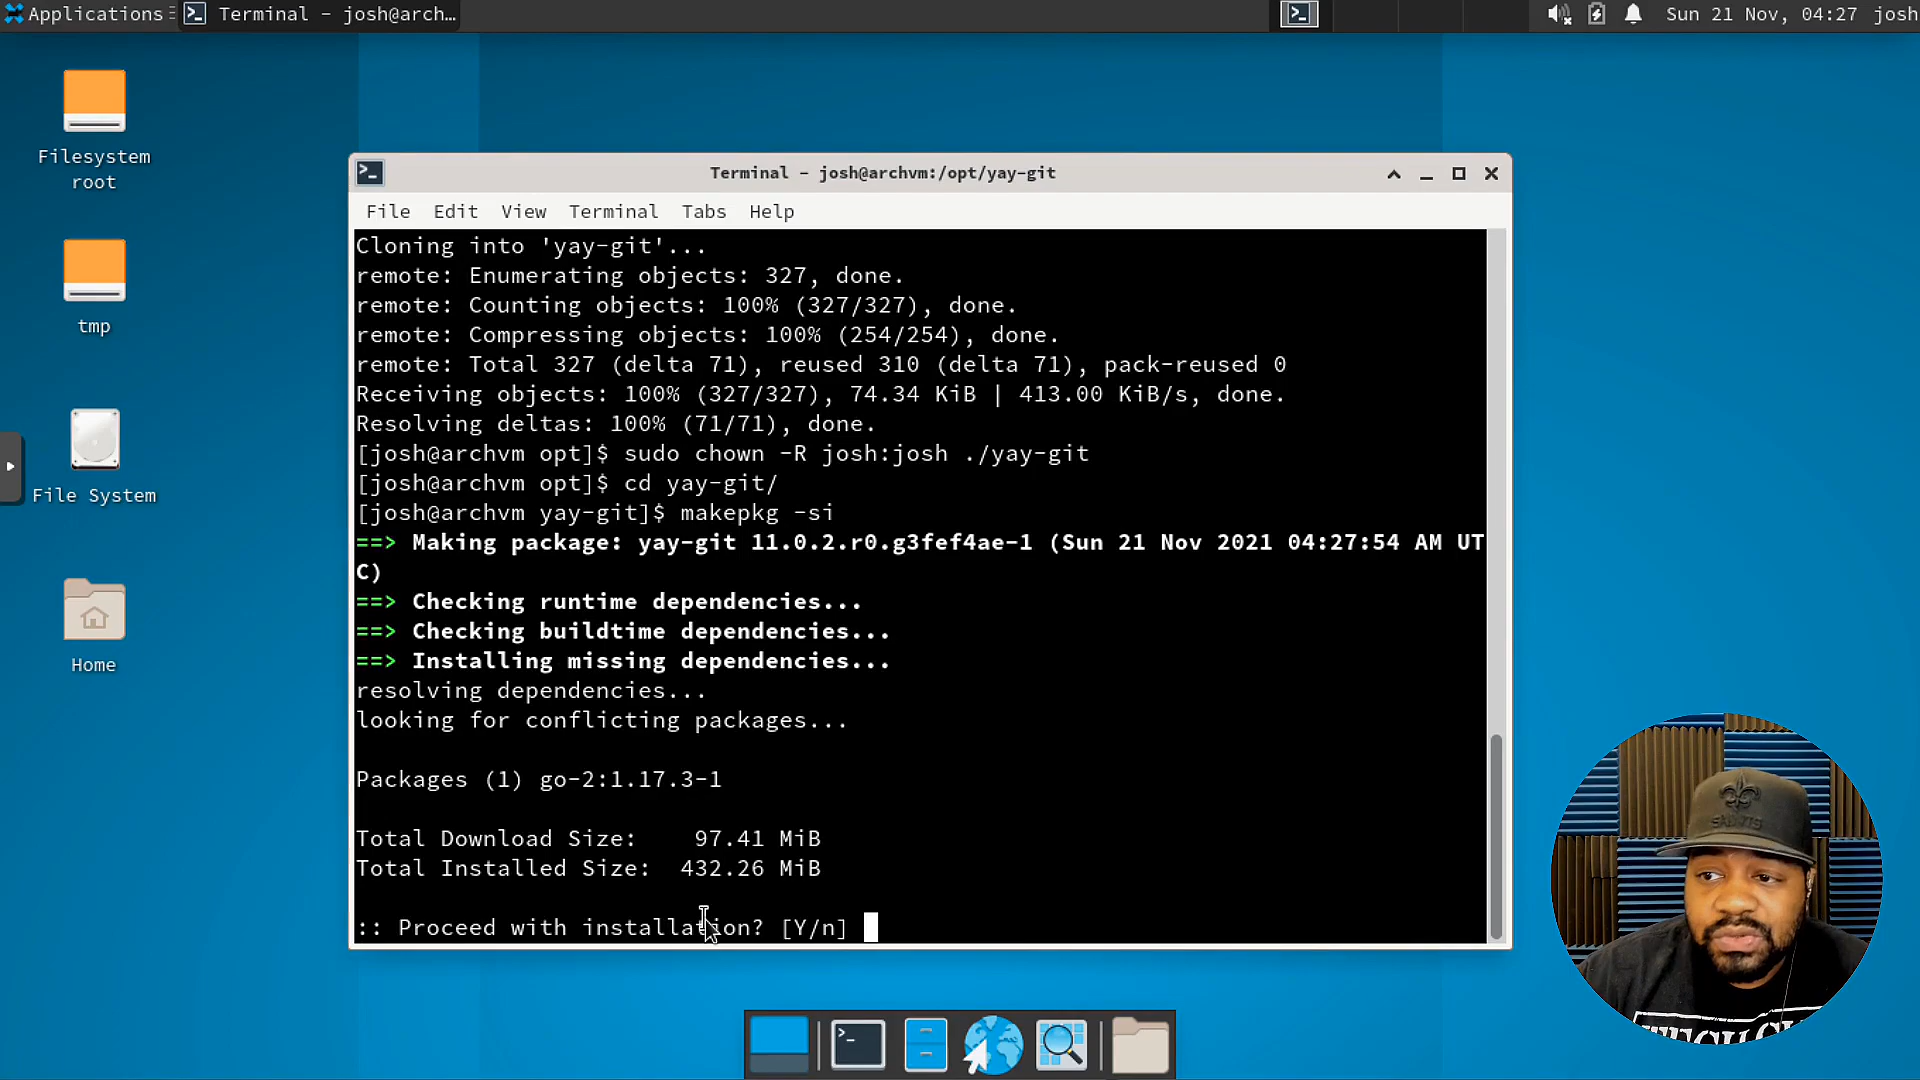 Applications
Terminal - josh@arch…
Sun 21 Nov, 04:27 josh
Filesystem
root
tmp
File System
Home
Terminal - josh@archvm:/opt/yay-git
File Edit View Terminal Tabs Help
Cloning into 'yay-git'...
remote: Enumerating objects: 327, done.
remote: Counting objects: 100% (327/327), done.
remote: Compressing objects: 100% (254/254), done.
remote: Total 327 (delta 71), reused 310 (delta 71), pack-reused 0
Receiving objects: 100% (327/327), 74.34 KiB | 413.00 KiB/s, done.
Resolving deltas: 100% (71/71), done.
[josh@archvm opt]$ sudo chown -R josh:josh ./yay-git
[josh@archvm opt]$ cd yay-git/
[josh@archvm yay-git]$ makepkg -si
==> Making package: yay-git 11.0.2.r0.g3fef4ae-1 (Sun 21 Nov 2021 04:27:54 AM UT
C)
==> Checking runtime dependencies...
==> Checking buildtime dependencies...
==> Installing missing dependencies...
resolving dependencies...
looking for conflicting packages...
Packages (1) go-2:1.17.3-1
Total Download Size: 97.41 MiB
Total Installed Size: 432.26 MiB
:: Proceed with installation? [Y/n]
SAINTS